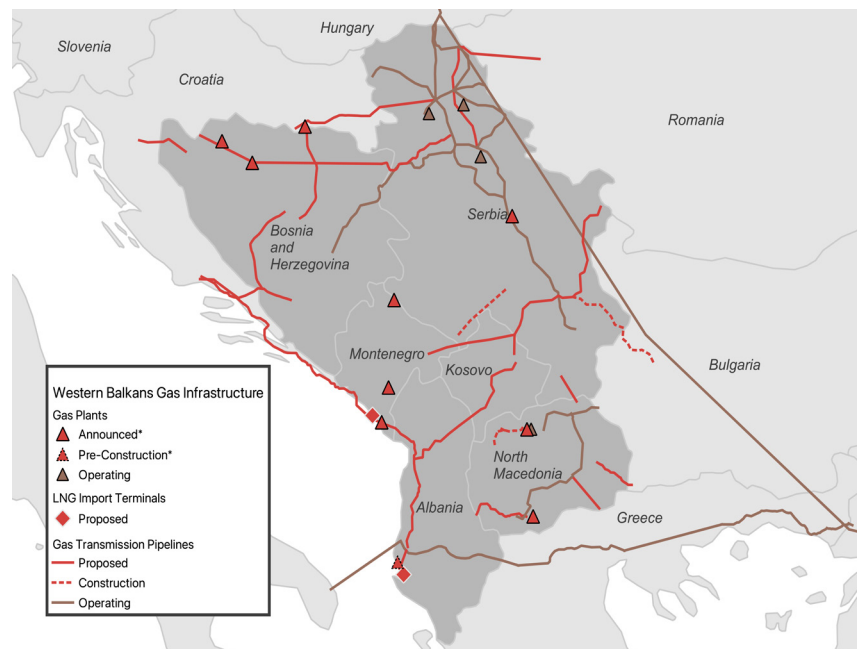 Hungary
Slovenia
Croatia
Romania
Serbia
Bosnia
and
Herzegovina
Montenegro
Kosovo
Bulgaria
North
Macedonia
Albania
Greece
Western Balkans Gas Infrastructure
Gas Plants
Announced*
Pre-Construction*
Operating
LNG Import Terminals
Proposed
Gas Transmission Pipelines
Proposed
Construction
Operating